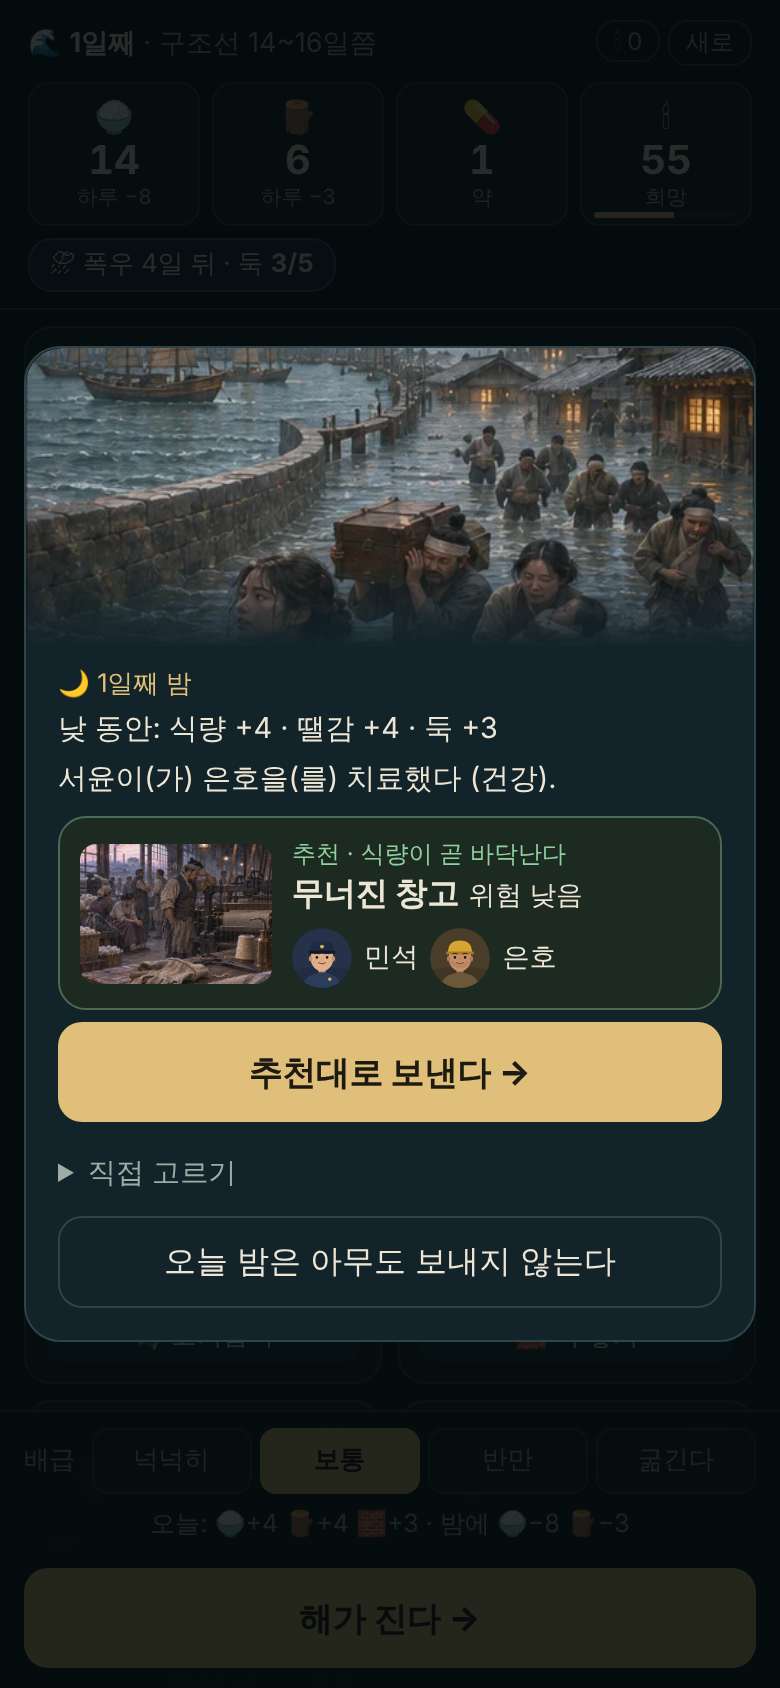 🌊 1일째 · 구조선 14~16일쯤
🕯 0
새로
🍚
14
하루 −8
🪵
6
하루 −3
💊
1
약
🕯
55
희망
⛈ 폭우 4일 뒤 · 둑 3/5
🌙 1일째 밤
낮 동안: 식량 +4 · 땔감 +4 · 둑 +3
서윤이(가) 은호을(를) 치료했다 (건강).
추천 · 식량이 곧 바닥난다
무너진 창고 위험 낮음
민석 은호
추천대로 보낸다 →
▶ 직접 고르기
오늘 밤은 아무도 보내지 않는다
배급 넉넉히 보통 반만 굶긴다
오늘: 🍚+4 🪵+4 🧱+3 · 밤에 🍚−8 🪵−3
해가 진다 →